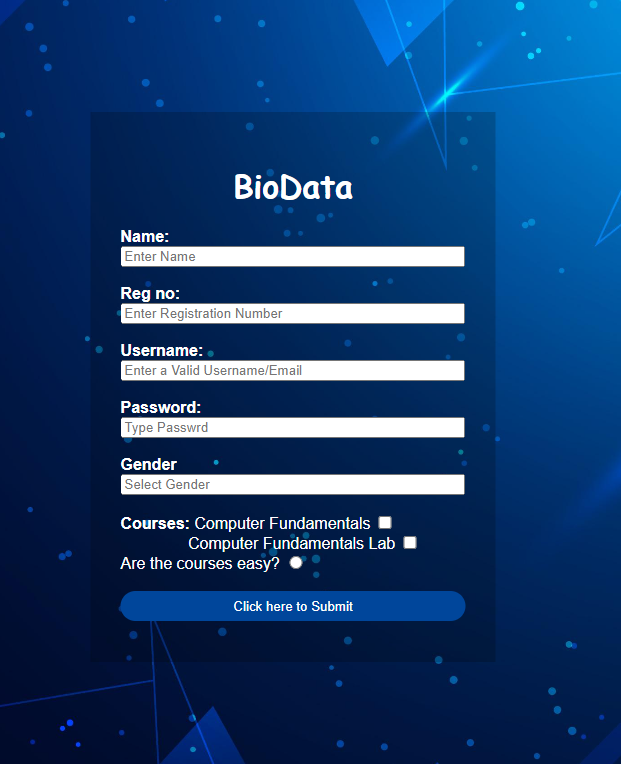 BioData
Name:
Enter Name
Reg no:
Enter Registration Number
Username:
Enter a Valid Username/Email
Password:
Type Passwrd
Gender
Select Gender
Courses: Computer Fundamentals
Computer Fundamentals Lab
Are the courses easy?
Click here to Submit